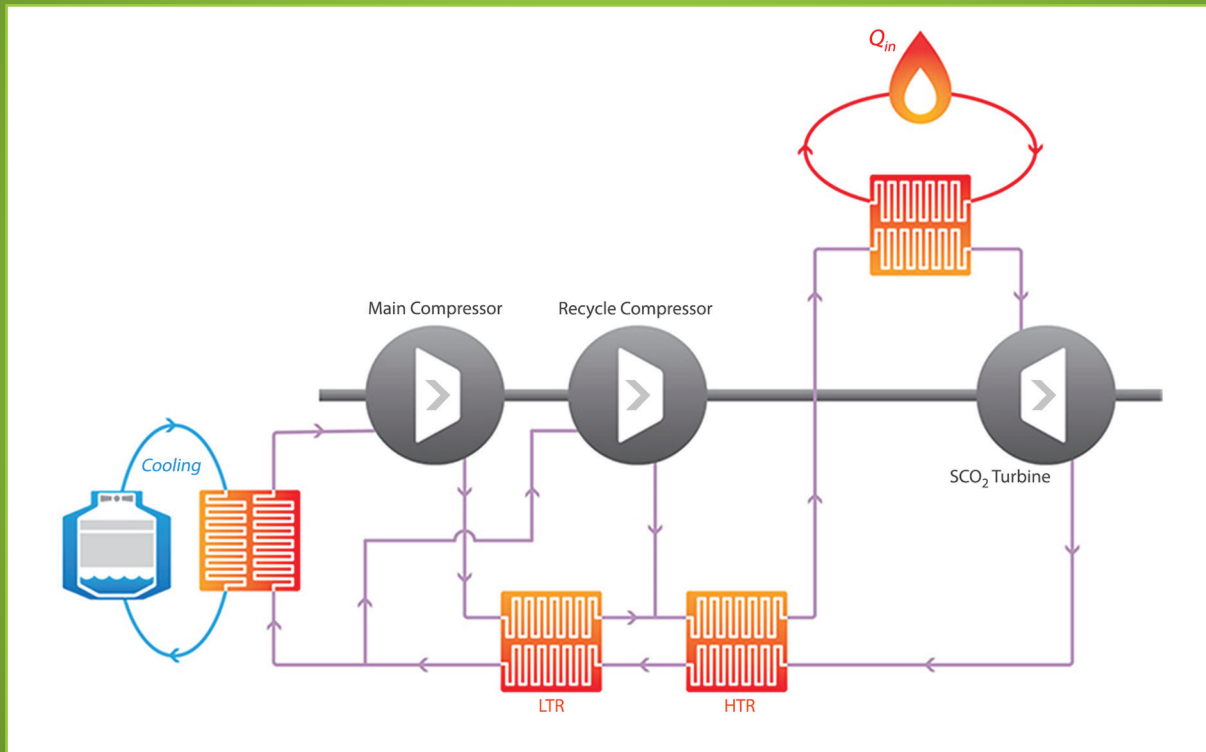 Q_in
Main Compressor
Recycle Compressor
Cooling
SCO₂ Turbine
LTR
HTR